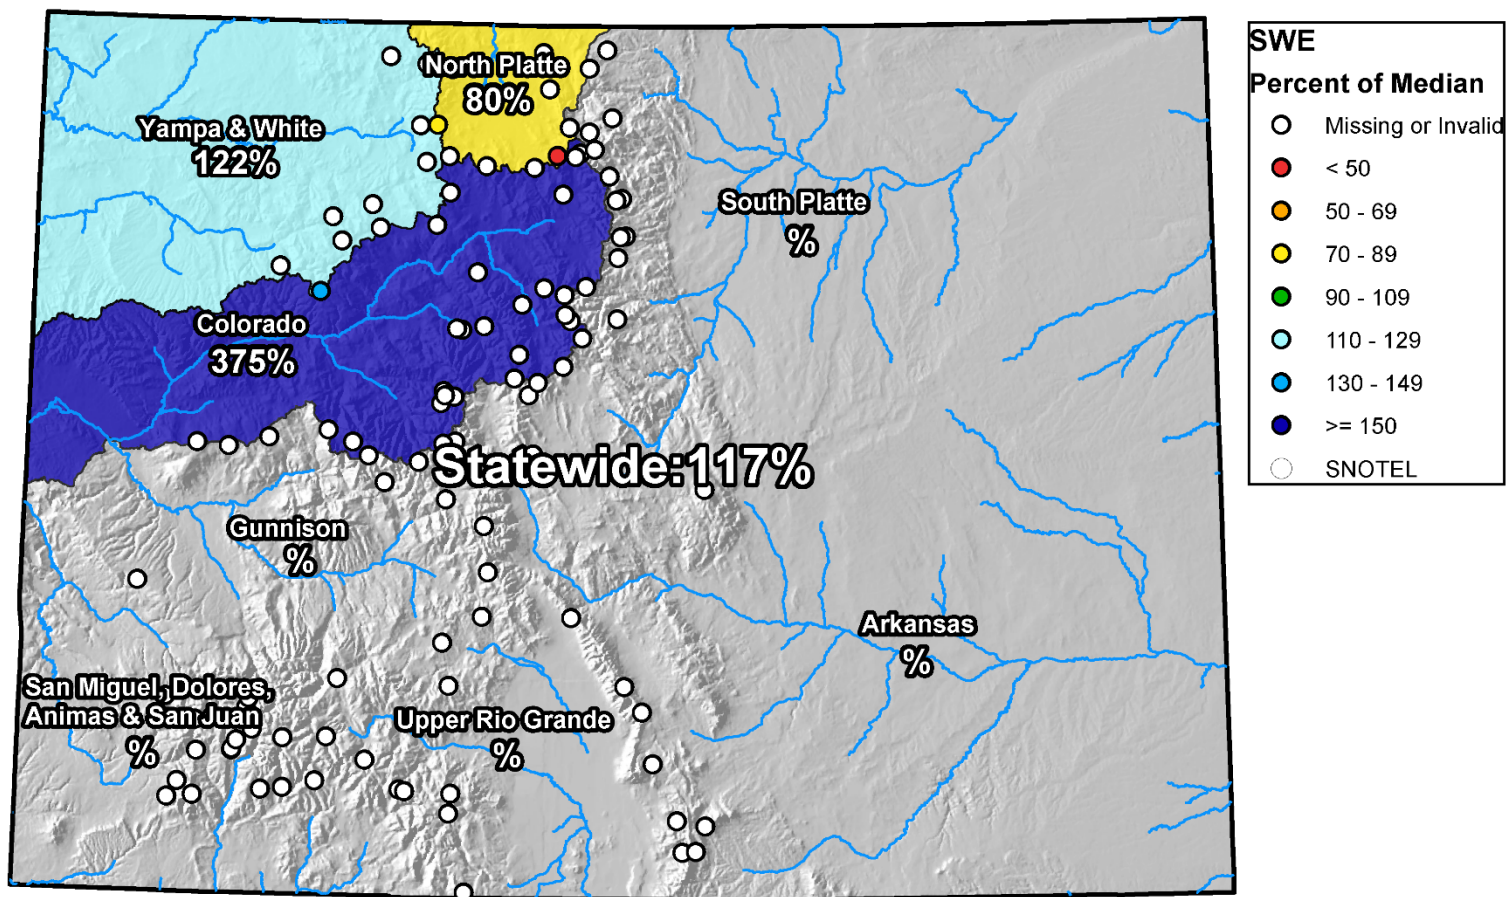 North Platte
80%
Yampa & White
122%
South Platte
%
Colorado
375%
Statewide:117%
Gunnison
%
Arkansas
%
San Miguel, Dolores,
Animas & San Juan
%
Upper Rio Grande
%
SWE
Percent of Median
Missing or Invalid
< 50
50 - 69
70 - 89
90 - 109
110 - 129
130 - 149
>= 150
SNOTEL